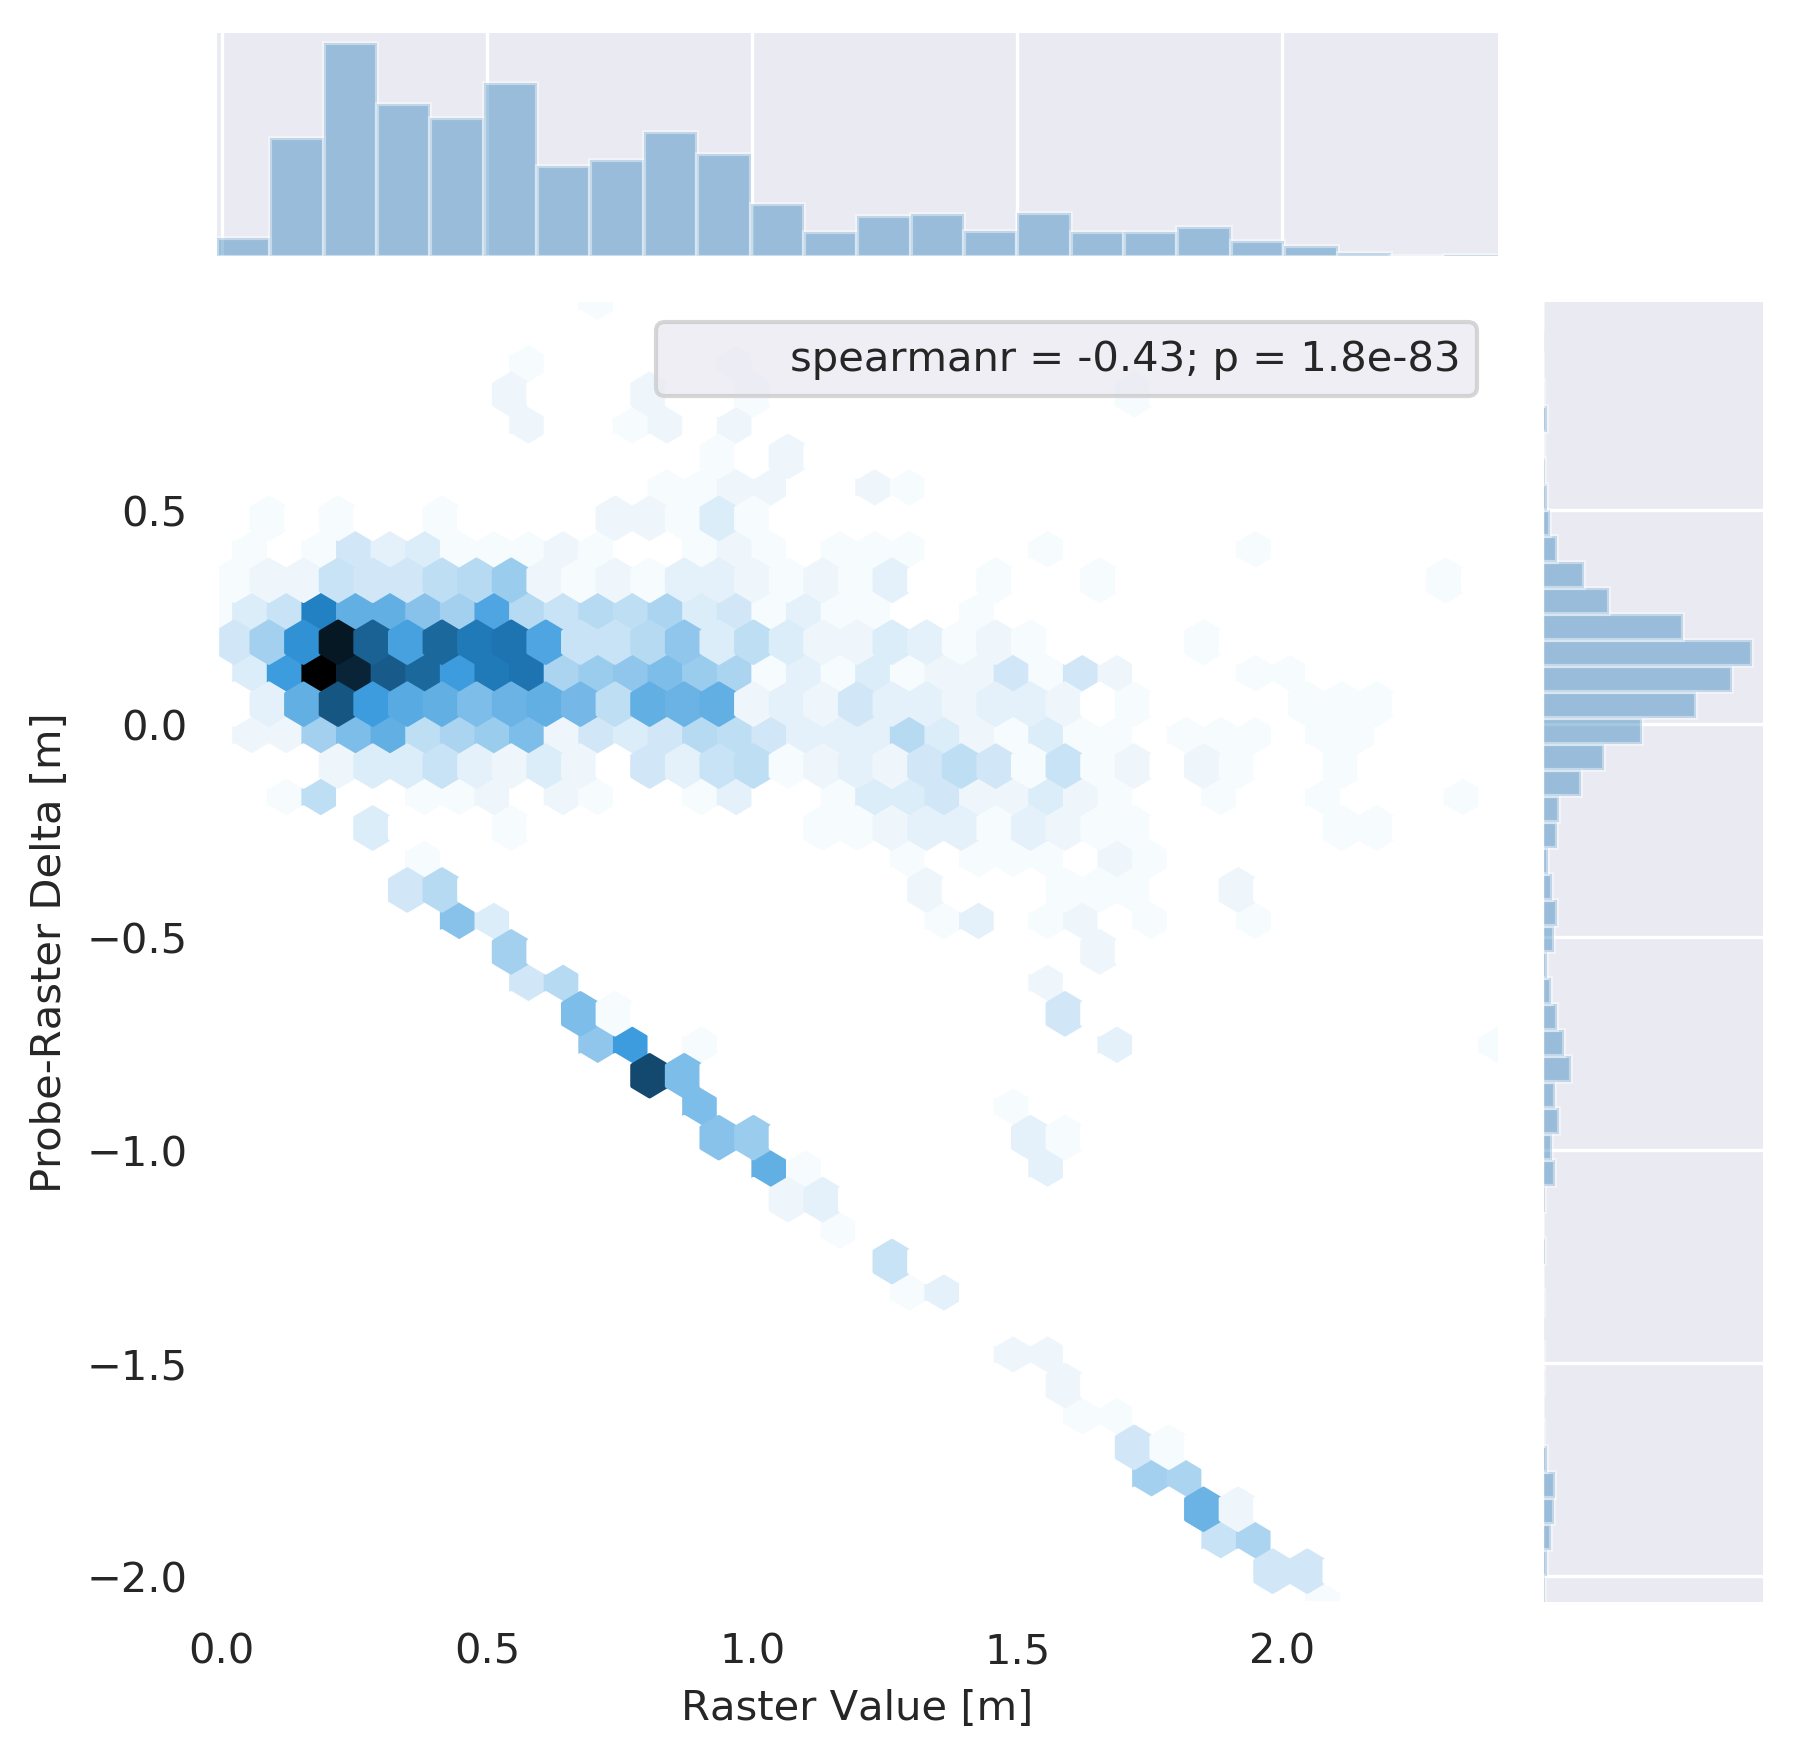 spearmanr = -0.43; p = 1.8e-83
0.5
0.0
−0.5
−1.0
−1.5
−2.0
Probe-Raster Delta [m]
0.0 0.5 1.0 1.5 2.0
Raster Value [m]